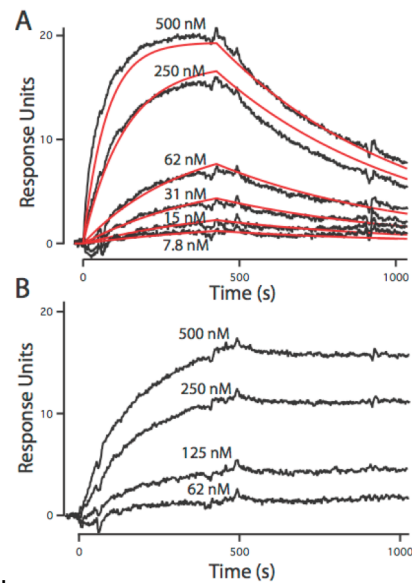 A
20
10
0
Response Units
500 nM
250 nM
62 nM
31 nM
15 nM
7.8 nM
0
500
1000
Time (s)
B
20
10
0
Response Units
500 nM
250 nM
125 nM
62 nM
0
500
1000
Time (s)